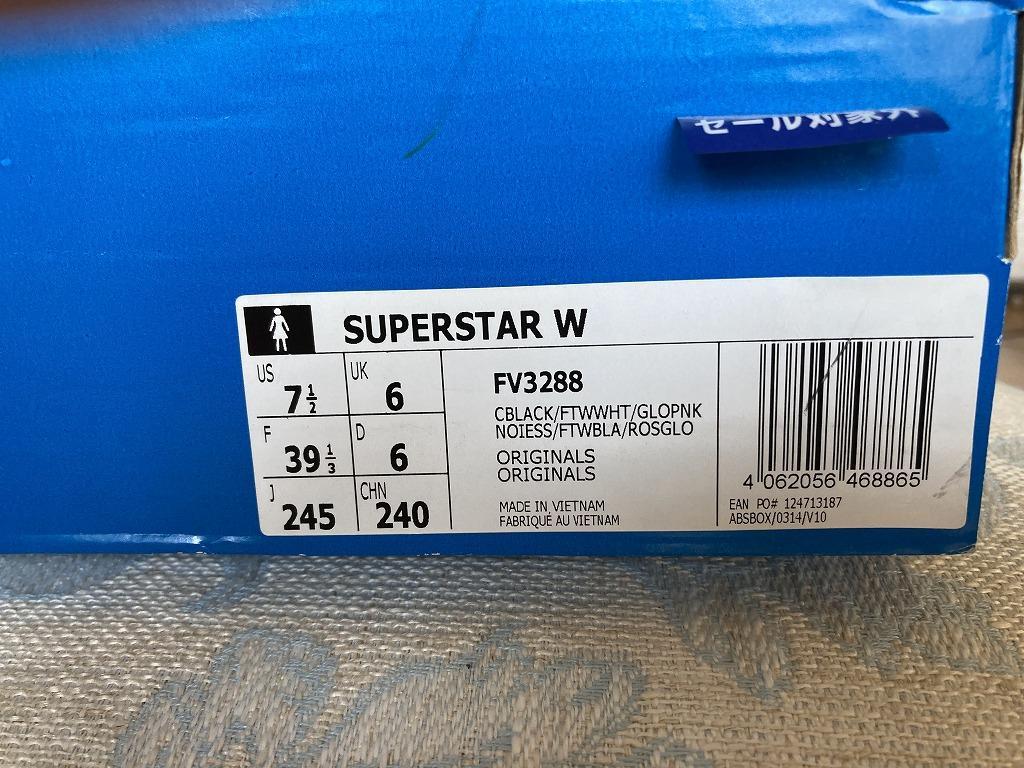 セール対象外
SUPERSTAR W
US 7 1/2 UK 6
F 39 1/3 D 6
J 245 CHN 240
FV3288
CBLACK/FTWWHT/GLOPNK
NOIESS/FTWBLA/ROSGLO
ORIGINALS
ORIGINALS
MADE IN VIETNAM
FABRIQUÉ AU VIETNAM
4 062056 468865
EAN PO# 124713187
ABSBOX/0314/V10